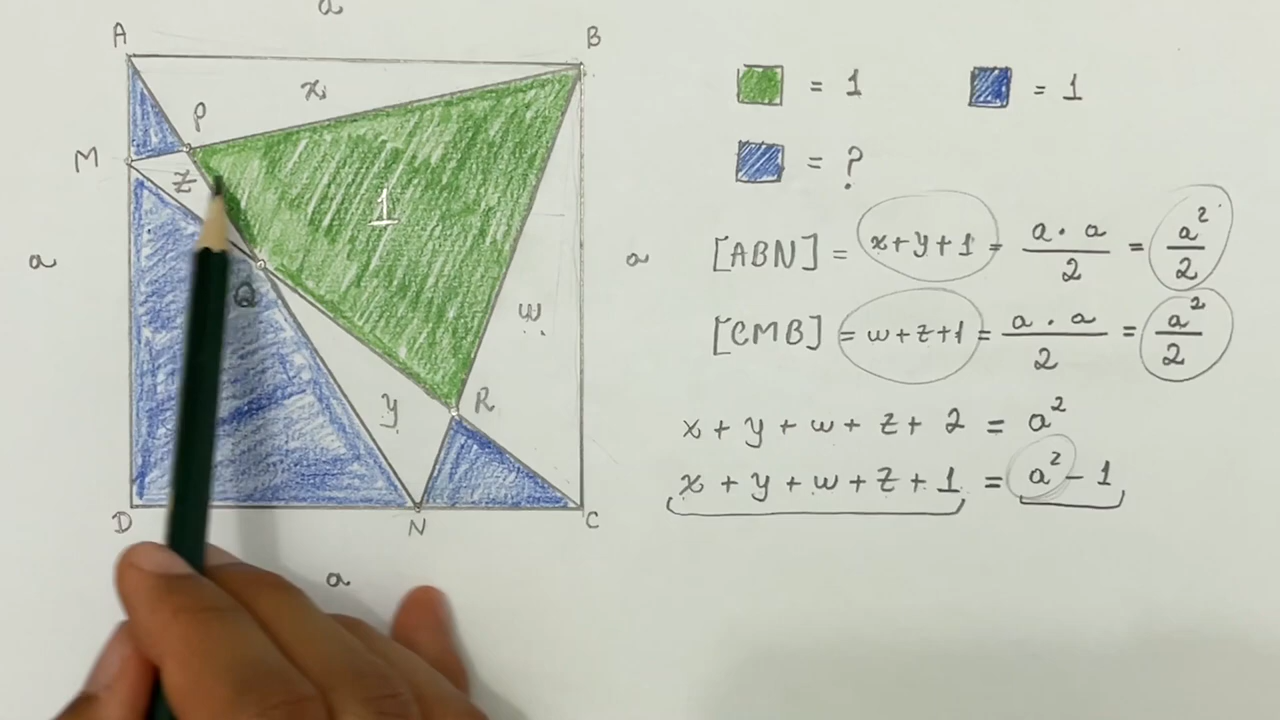 a
A
B
x
P
M
z
1
a
a
Q
w
y
R
D
N
C
a
= 1
= 1
= ?
[ABN] = x+y+1 = a·a/2 = a²/2
[CMB] = w+z+1 = a·a/2 = a²/2
x + y + w + z + 2 = a²
x + y + w + z + 1 = a² - 1